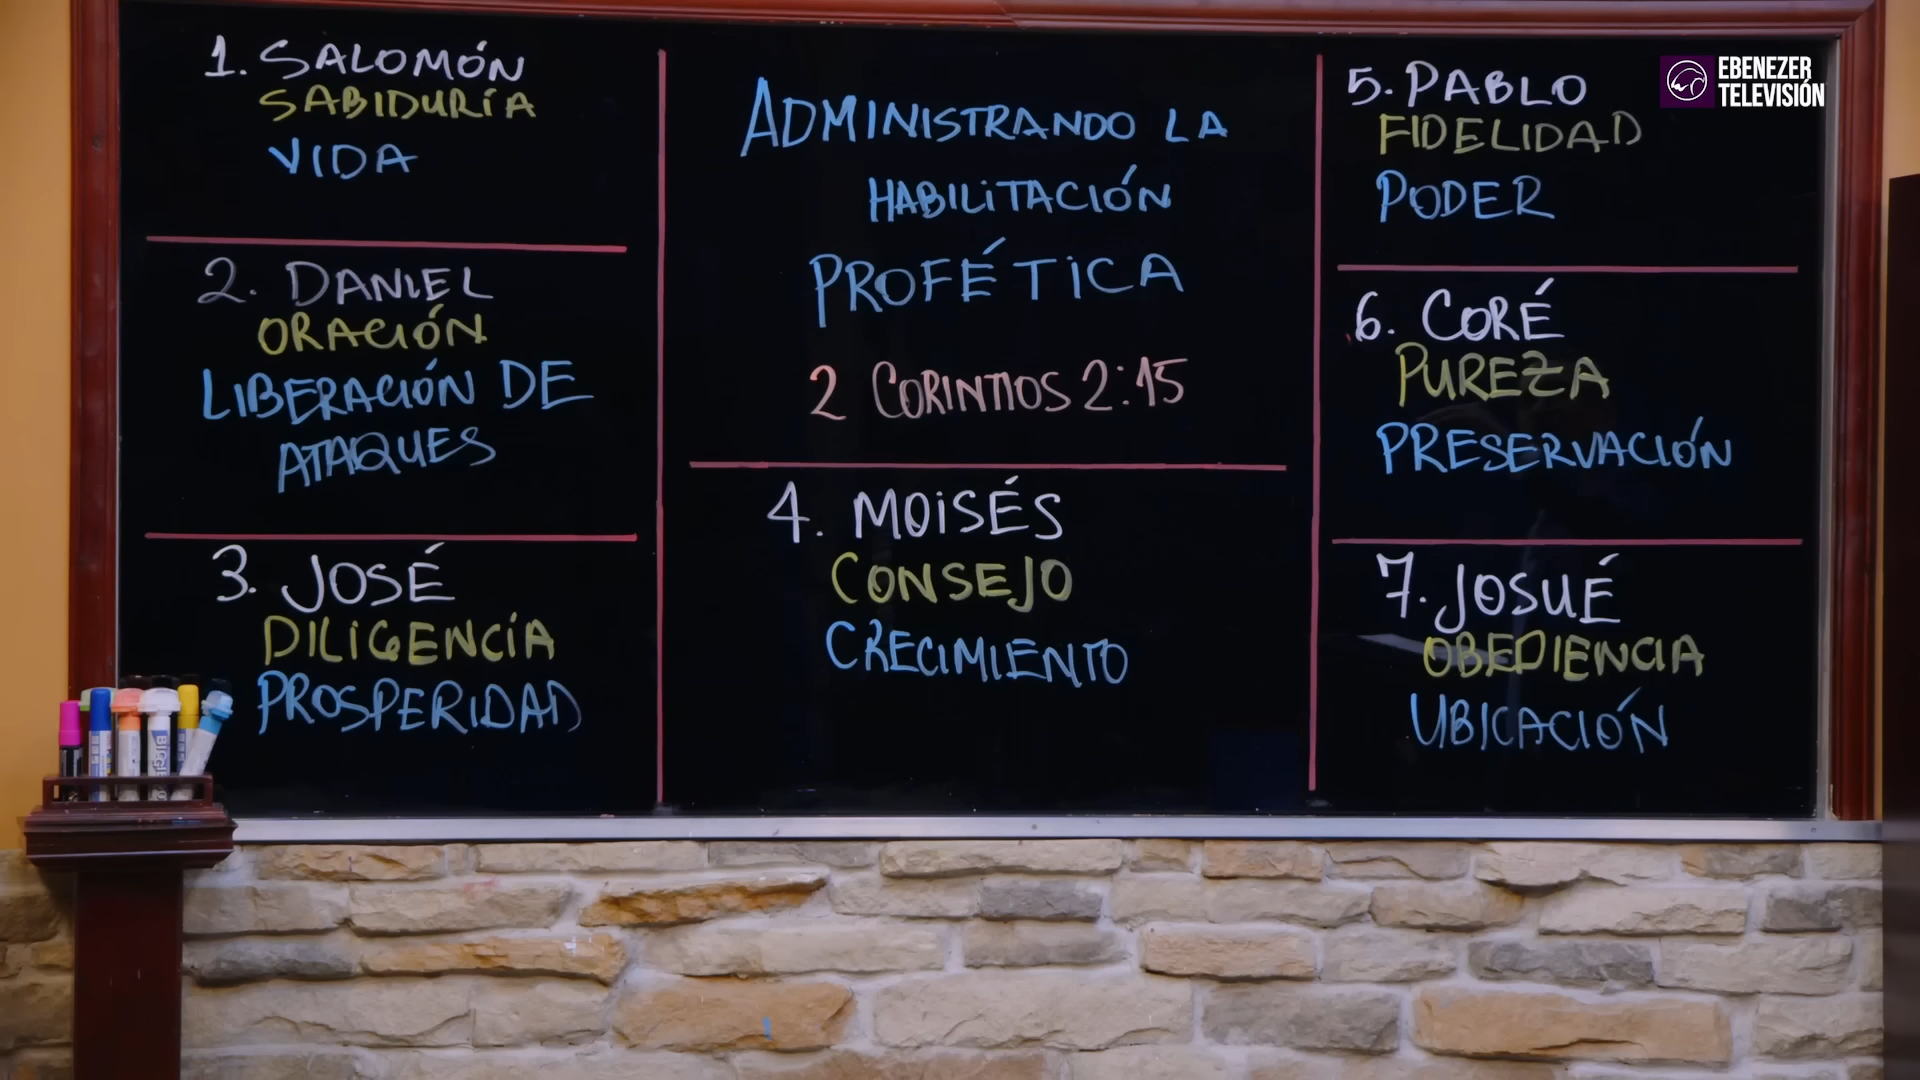 1. SALOMÓN
SABIDURÍA
VIDA
2. DANIEL
ORACIÓN
LIBERACIÓN DE
ATAQUES
3. JOSÉ
DILIGENCIA
PROSPERIDAD
ADMINISTRANDO LA
HABILITACIÓN
PROFÉTICA
2 CORINTIOS 2:15
4. MOISÉS
CONSEJO
CRECIMIENTO
5. PABLO
FIDELIDAD
PODER
6. CORÉ
PUREZA
PRESERVACIÓN
7. JOSUÉ
OBEDIENCIA
UBICACIÓN
EBENEZER
TELEVISIÓN